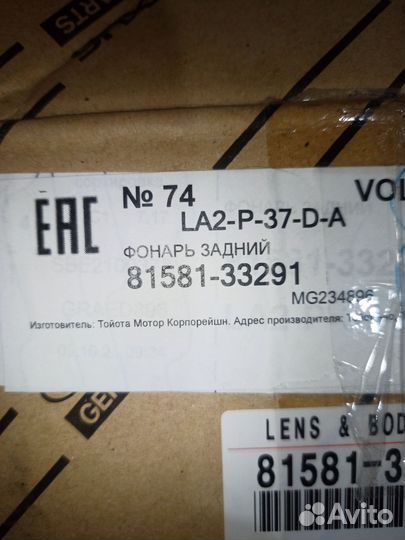 PARTS
EAC
№ 74
VOL
LA2-P-37-D-A
ФОНАРЬ ЗАДНИЙ
81581-33291
Изготовитель: Тойота Мотор Корпорейшн. Адрес производителя:
LENS & BOD
81581-3
Avito